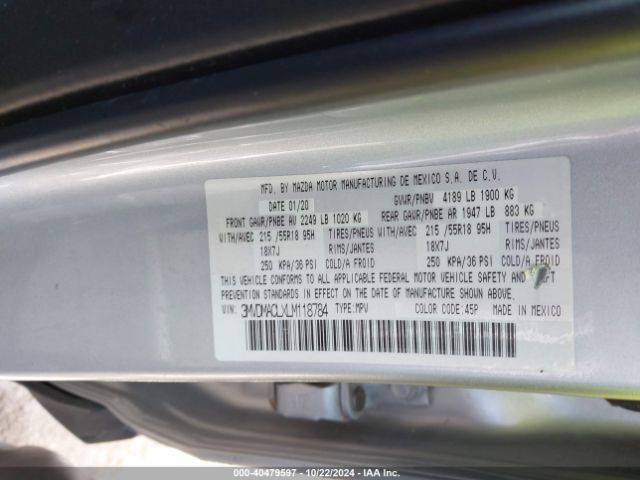 MFD. BY MAZDA MOTOR MANUFACTURING DE MEXICO S.A. DE C.V.
DATE 01/20 GVWR/PNBV 4189 LB 1900 KG
FRONT GAWR/PNBE AV 2249 LB 1020 KG REAR GAWR/PNBE AR 1947 LB 883 KG
WITH/AVEC 215 /55R18 95H TIRES/PNEUS WITH/AVEC 215 /55R18 95H TIRES/PNEUS
18X7J RIMS/JANTES 18X7J RIMS/JANTES
250 KPA/36 PSI COLD/A FROID 250 KPA/36 PSI COLD/A FROID
THIS VEHICLE CONFORMS TO ALL APPLICABLE FEDERAL MOTOR VEHICLE SAFETY AND THEFT
PREVENTION STANDARDS IN EFFECT ON THE DATE OF MANUFACTURE SHOWN ABOVE.
VIN: 3MVDMACLXLM118784 TYPE:MPV COLOR CODE:45P MADE IN MEXICO
000-40479597 - 10/22/2024 - IAA Inc.